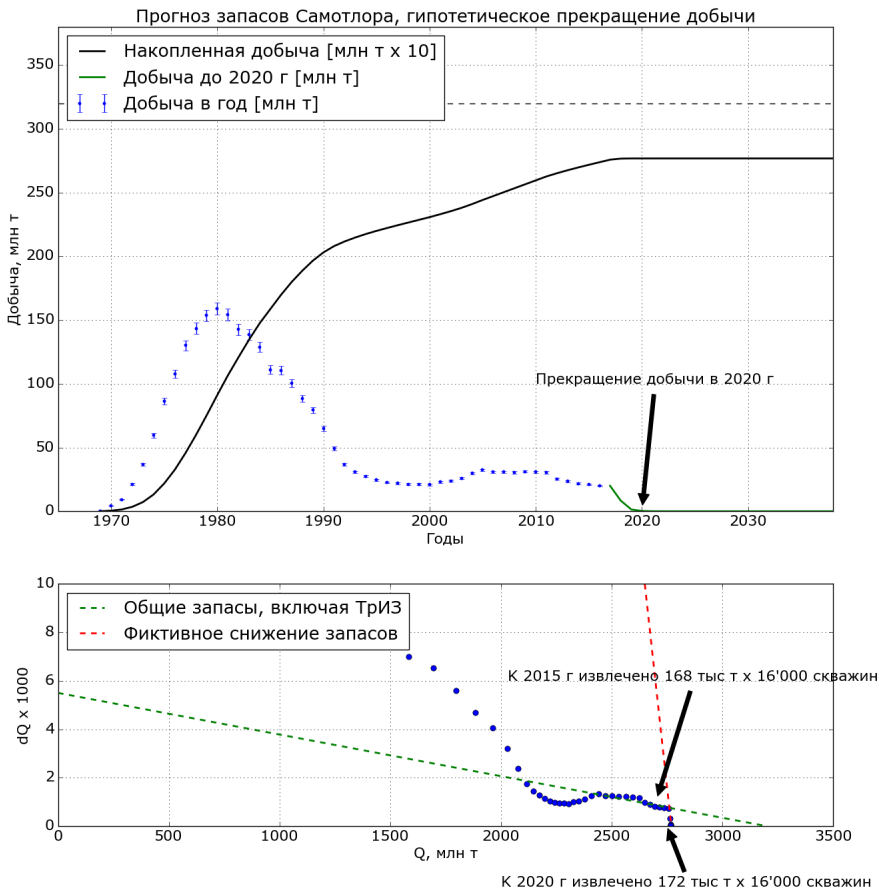 Прогноз запасов Самотлора, гипотетическое прекращение добычи
Накопленная добыча [млн т x 10]
Добыча до 2020 г [млн т]
Добыча в год [млн т]
350
300
250
200
150
100
50
0
Добыча, млн т
Прекращение добычи в 2020 г
1970 1980 1990 2000 2010 2020 2030
Годы
Общие запасы, включая ТрИЗ
Фиктивное снижение запасов
10
8
6
4
2
0
dQ x 1000
К 2015 г извлечено 168 тыс т x 16'000 скважин
0 500 1000 1500 2000 2500 3000 3500
Q, млн т
К 2020 г извлечено 172 тыс т x 16'000 скважин